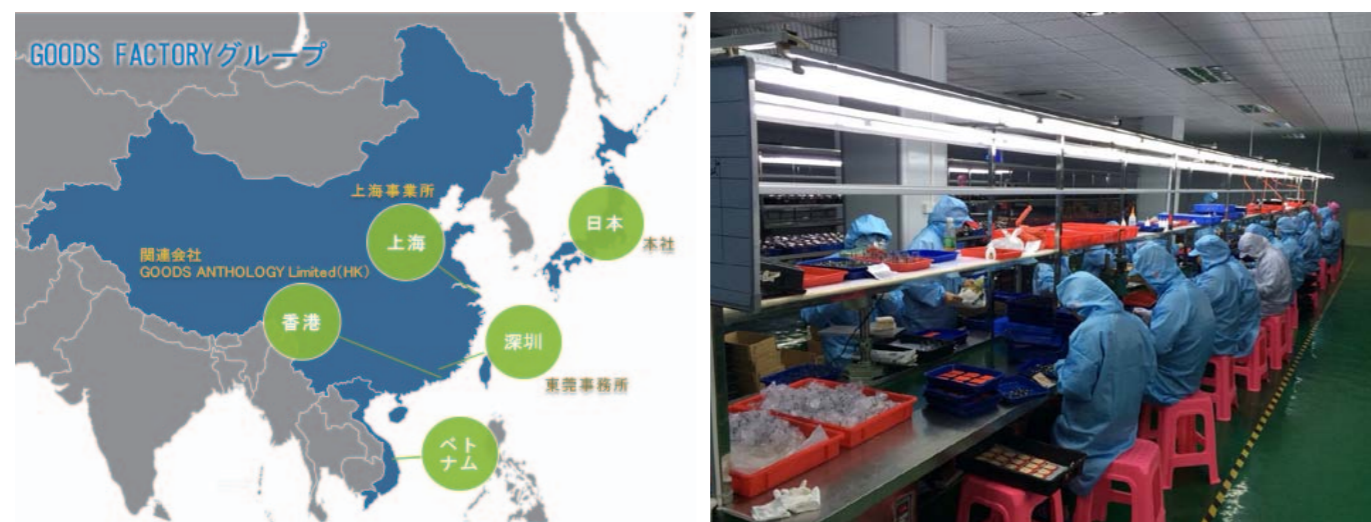 GOODS FACTORYグループ
上海事業所
上海
日本
本社
関連会社
GOODS ANTHOLOGY Limited(HK)
香港
深圳
東莞事務所
ベト
ナム